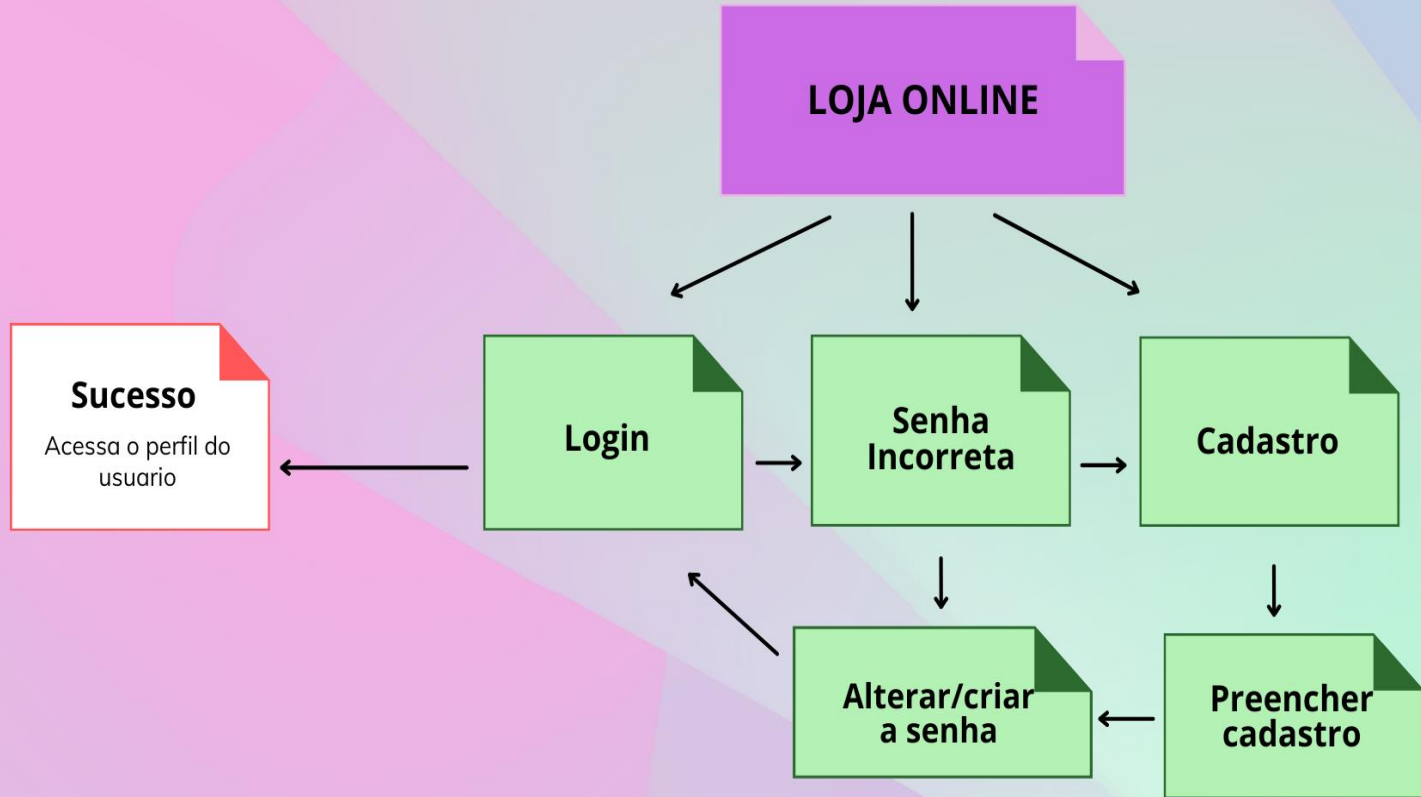 LOJA ONLINE
Sucesso
Acessa o perfil do
usuario
Login
Senha
Incorreta
Cadastro
Alterar/criar
a senha
Preencher
cadastro